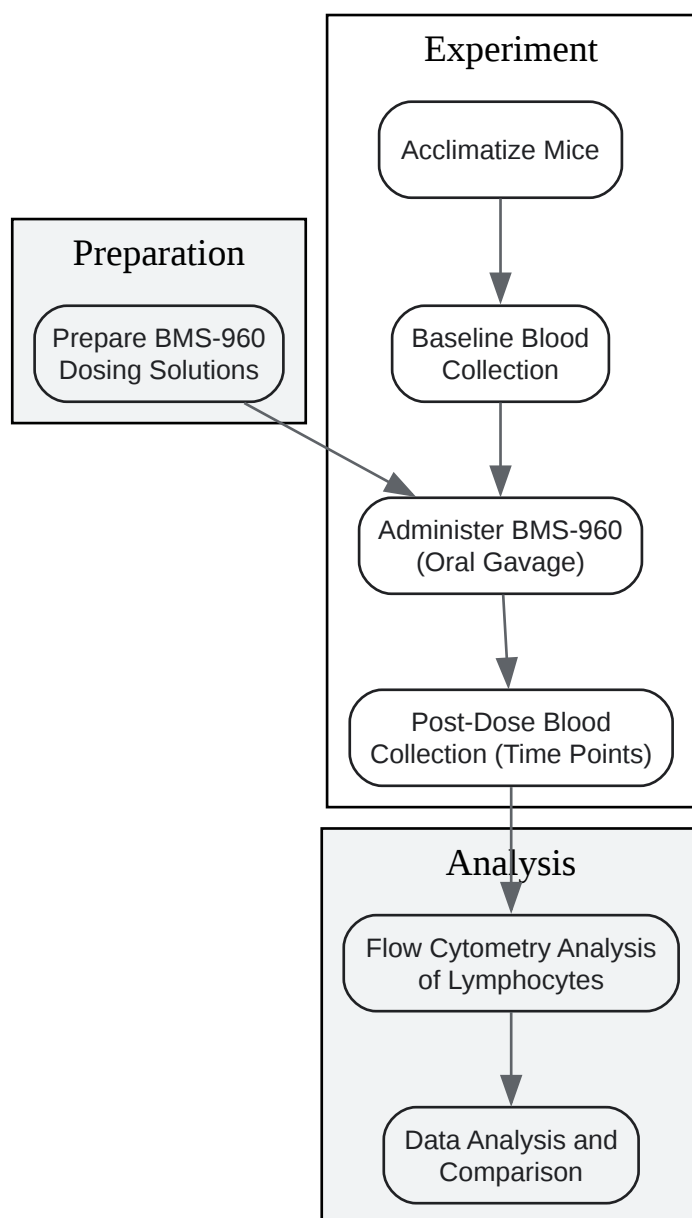 Experiment
Acclimatize Mice
Preparation
Prepare BMS-960
Dosing Solutions
Baseline Blood
Collection
Administer BMS-960
(Oral Gavage)
Post-Dose Blood
Collection (Time Points)
Analysis
Flow Cytometry Analysis
of Lymphocytes
Data Analysis and
Comparison